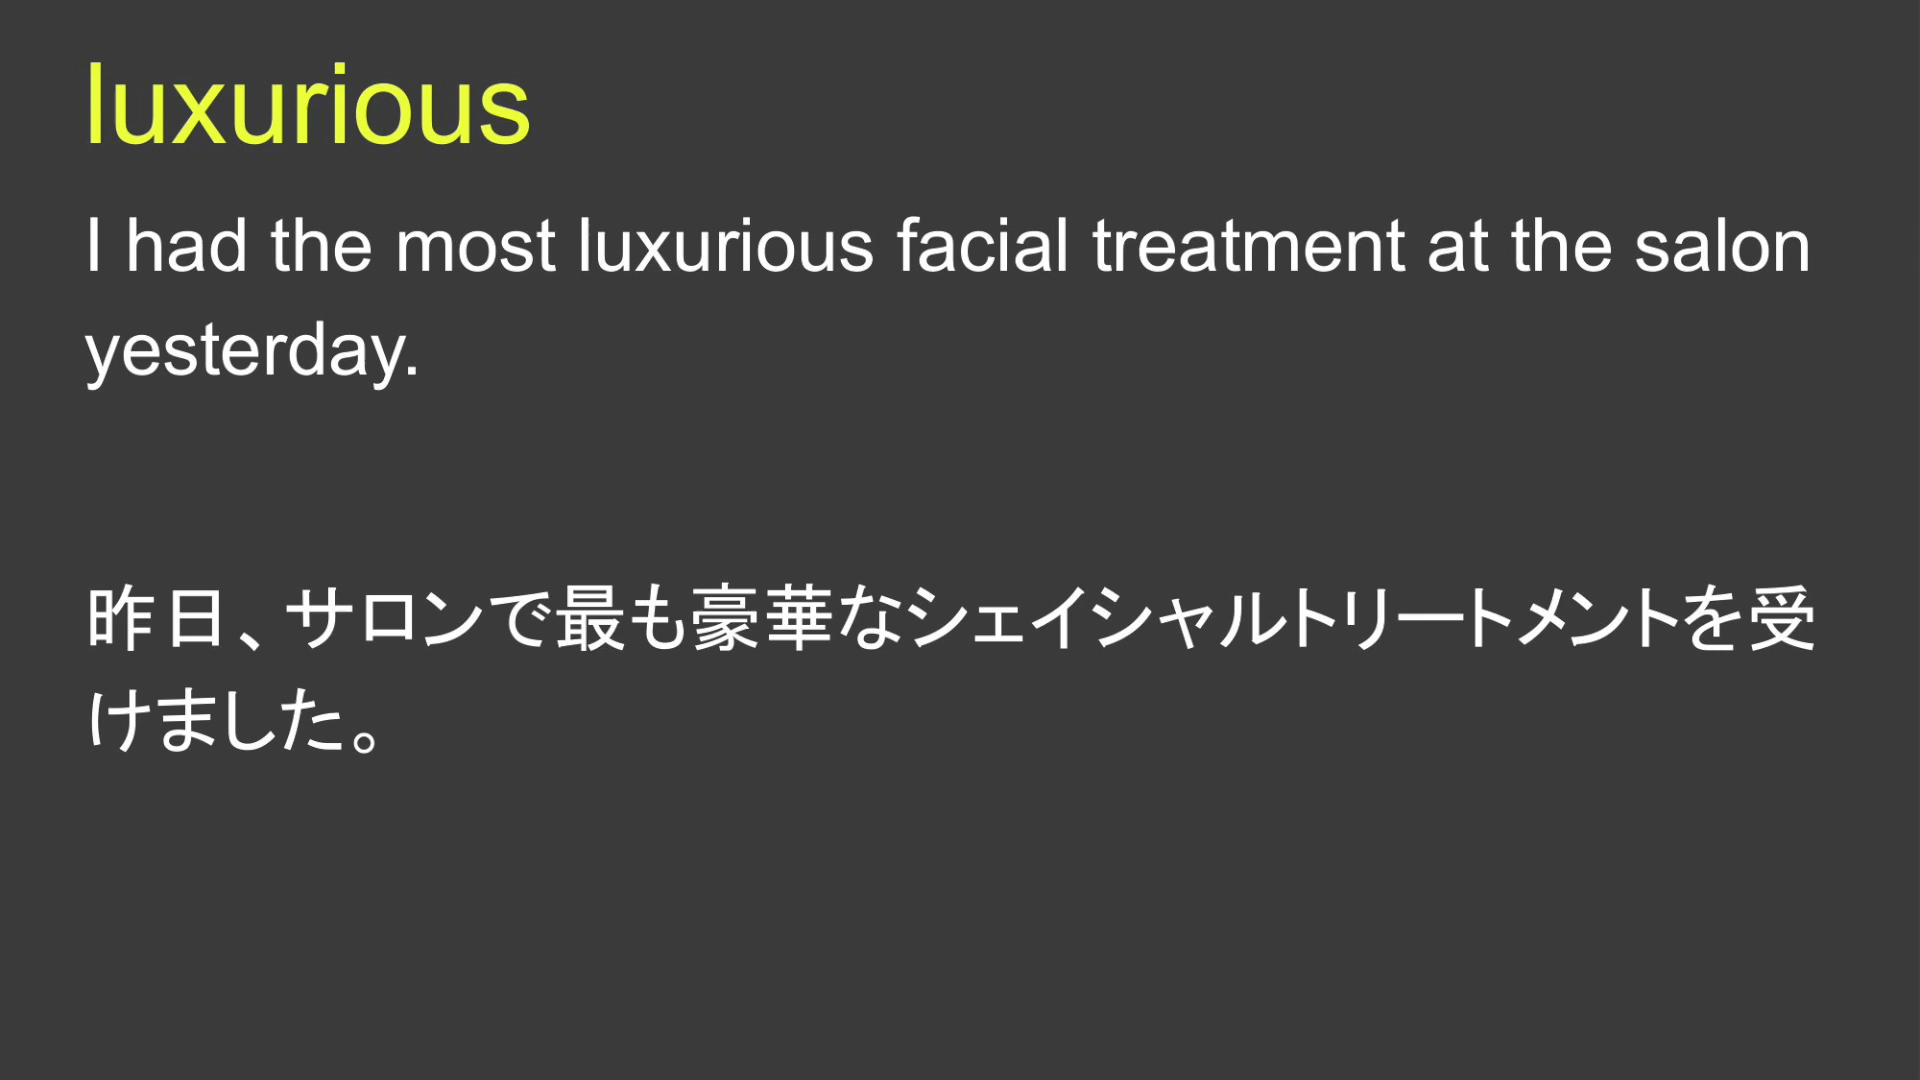 luxurious
I had the most luxurious facial treatment at the salon
yesterday.
昨日、サロンで最も豪華なシェイシャルトリートメントを受
けました。